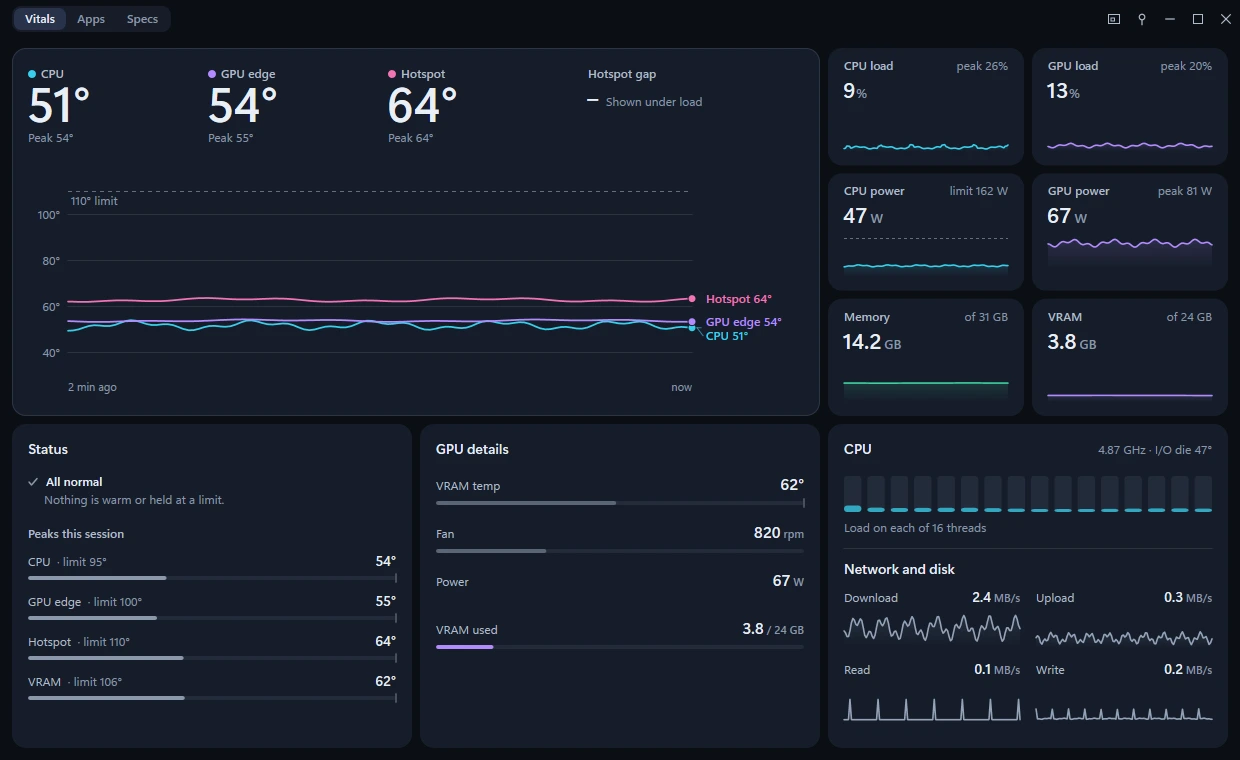 Vitals Apps Specs
CPU
51°
Peak 54°
GPU edge
54°
Peak 55°
Hotspot
64°
Peak 64°
Hotspot gap
— Shown under load
110° limit
100°
80°
60°
40°
Hotspot 64°
GPU edge 54°
CPU 51°
2 min ago now
CPU load peak 26%
9%
GPU load peak 20%
13%
CPU power limit 162 W
47 W
GPU power peak 81 W
67 W
Memory of 31 GB
14.2 GB
VRAM of 24 GB
3.8 GB
Status
All normal
Nothing is warm or held at a limit.
Peaks this session
CPU · limit 95° 54°
GPU edge · limit 100° 55°
Hotspot · limit 110° 64°
VRAM · limit 106° 62°
GPU details
VRAM temp 62°
Fan 820 rpm
Power 67 W
VRAM used 3.8 / 24 GB
CPU 4.87 GHz · I/O die 47°
Load on each of 16 threads
Network and disk
Download 2.4 MB/s Upload 0.3 MB/s
Read 0.1 MB/s Write 0.2 MB/s